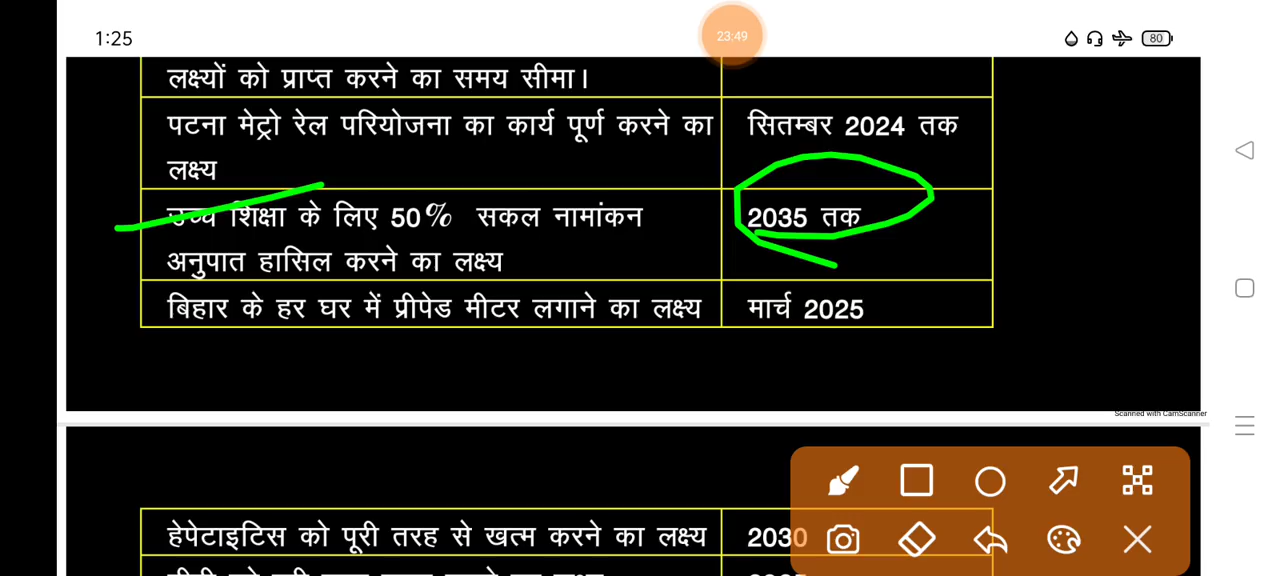 1:25
23:49
80
लक्ष्यों को प्राप्त करने का समय सीमा।
पटना मेट्रो रेल परियोजना का कार्य पूर्ण करने का
लक्ष्य
सितम्बर 2024 तक
उच्च शिक्षा के लिए 50% सकल नामांकन
अनुपात हासिल करने का लक्ष्य
2035 तक
बिहार के हर घर में प्रीपेड मीटर लगाने का लक्ष्य
मार्च 2025
Scanned with CamScanner
हेपेटाइटिस को पूरी तरह से खत्म करने का लक्ष्य
2030